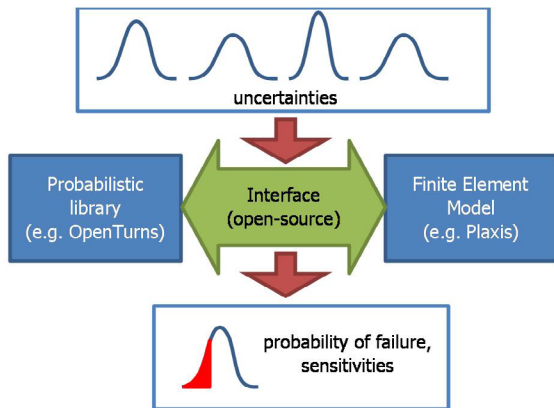 uncertainties
Probabilistic
library
(e.g. OpenTurns)
Interface
(open-source)
Finite Element
Model
(e.g. Plaxis)
probability of failure,
sensitivities